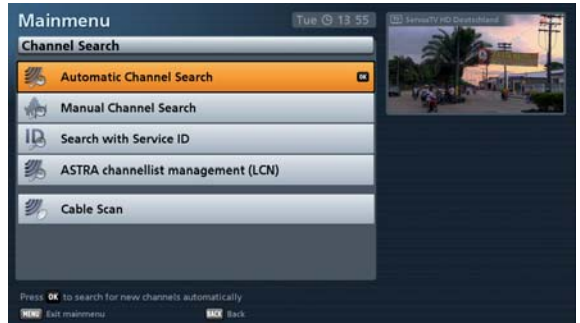 Mainmenu
Tue 13 55
ServusTV HD Deutschland
Channel Search
Automatic Channel Search OK
Manual Channel Search
ID Search with Service ID
ASTRA channellist management (LCN)
Cable Scan
Press OK to search for new channels automatically
MENU Exit mainmenu BACK Back